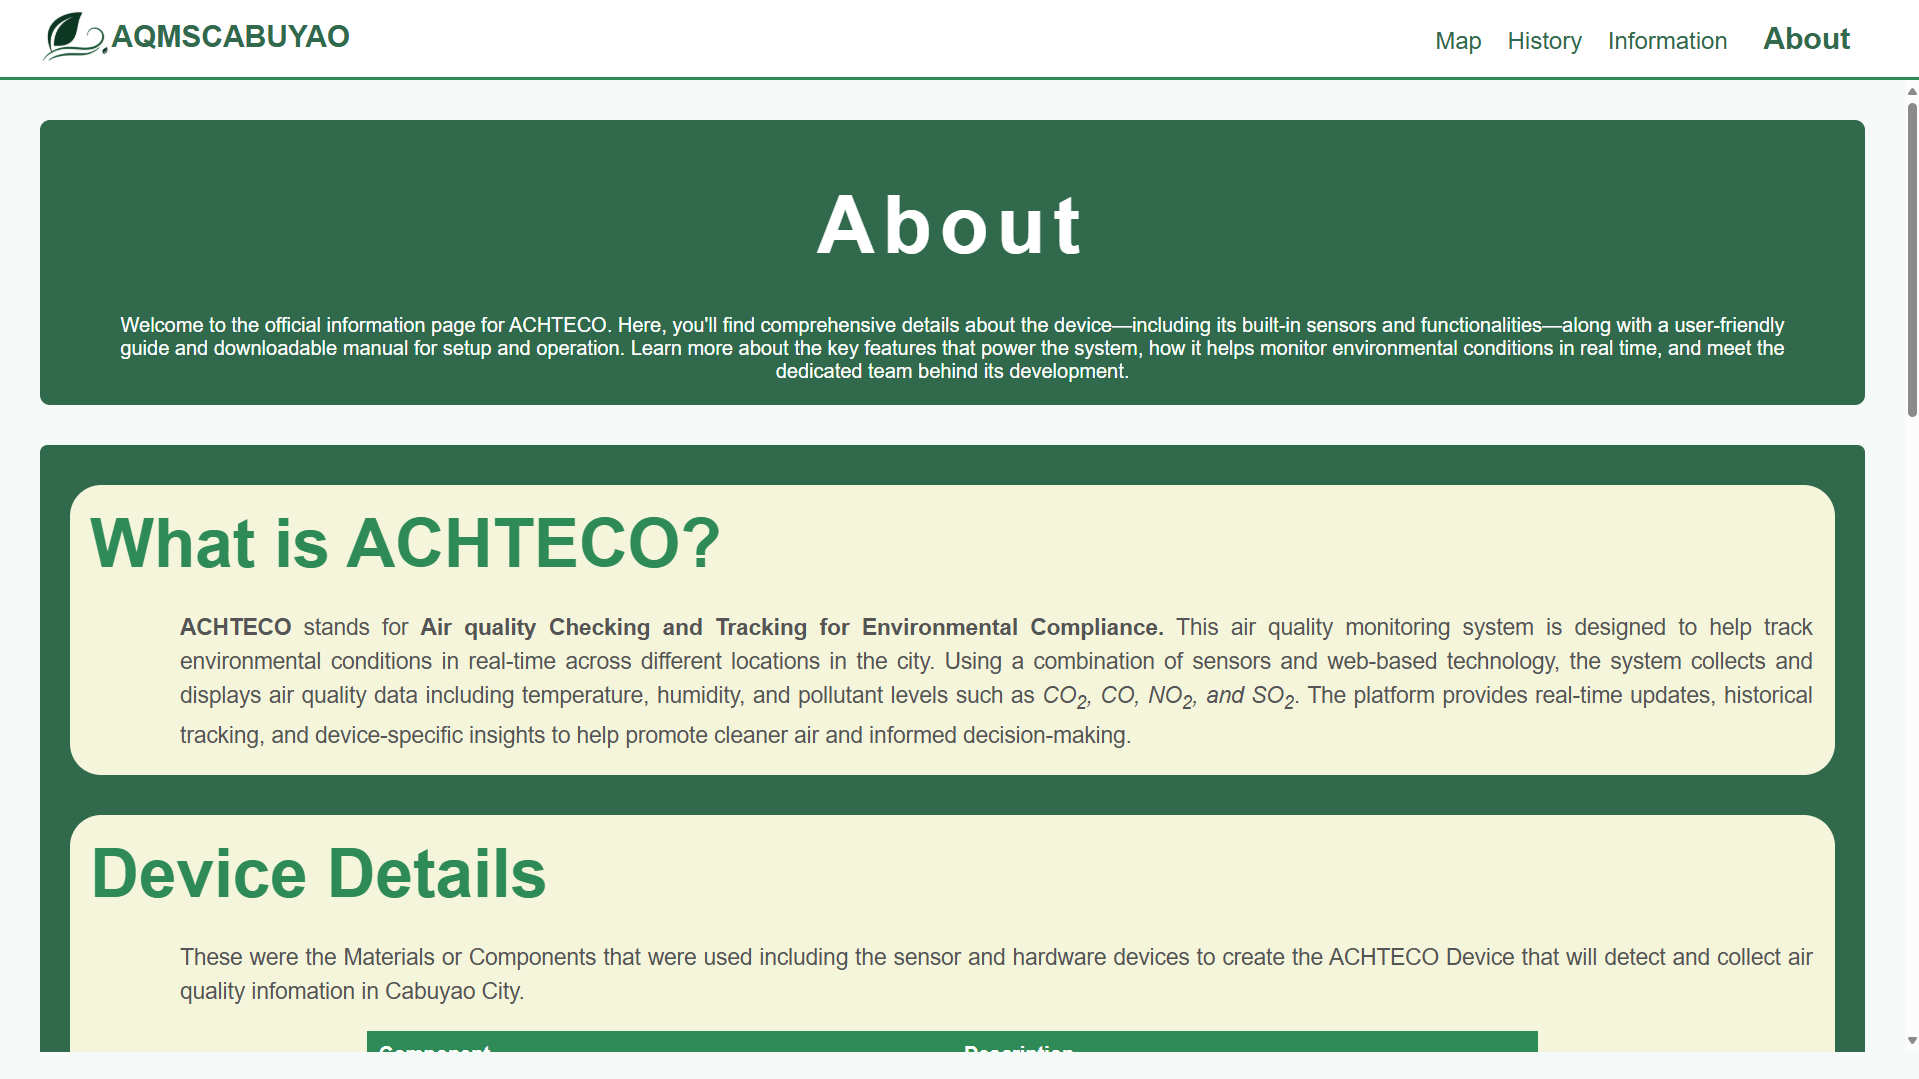 AQMSCABUYAO
Map History Information About
About
Welcome to the official information page for ACHTECO. Here, you'll find comprehensive details about the device—including its built-in sensors and functionalities—along with a user-friendly
guide and downloadable manual for setup and operation. Learn more about the key features that power the system, how it helps monitor environmental conditions in real time, and meet the
dedicated team behind its development.
What is ACHTECO?
ACHTECO stands for Air quality Checking and Tracking for Environmental Compliance. This air quality monitoring system is designed to help track
environmental conditions in real-time across different locations in the city. Using a combination of sensors and web-based technology, the system collects and
displays air quality data including temperature, humidity, and pollutant levels such as CO₂, CO, NO₂, and SO₂. The platform provides real-time updates, historical
tracking, and device-specific insights to help promote cleaner air and informed decision-making.
Device Details
These were the Materials or Components that were used including the sensor and hardware devices to create the ACHTECO Device that will detect and collect air
quality infomation in Cabuyao City.
Component Description